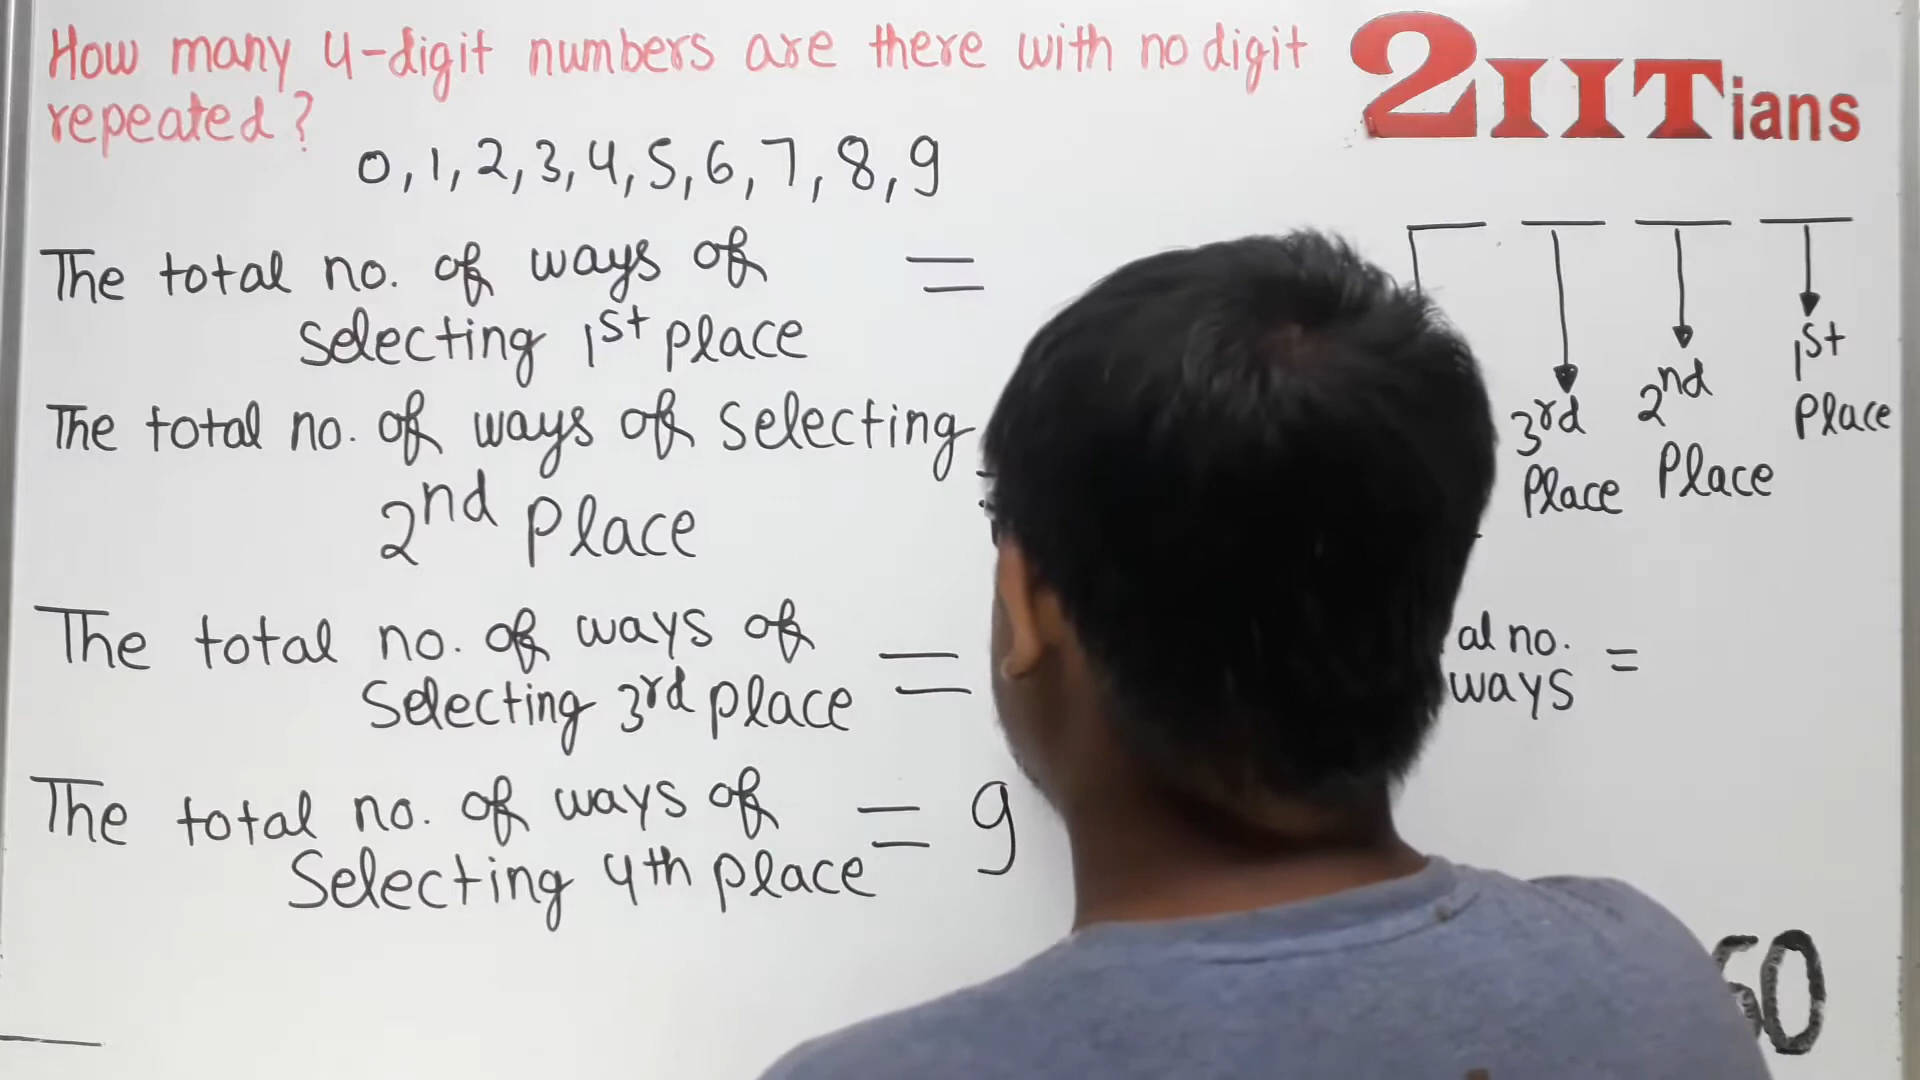 How many 4-digit numbers are there with no digit
repeated?
2IITians
0,1,2,3,4,5,6,7,8,9
The total no. of ways of =
selecting 1st place
The total no. of ways of selecting
2nd place
The total no. of ways of =
selecting 3rd place
The total no. of ways of = 9
selecting 4th place
1st
Place
2nd
Place
3rd
Place
al no. =
ways
60